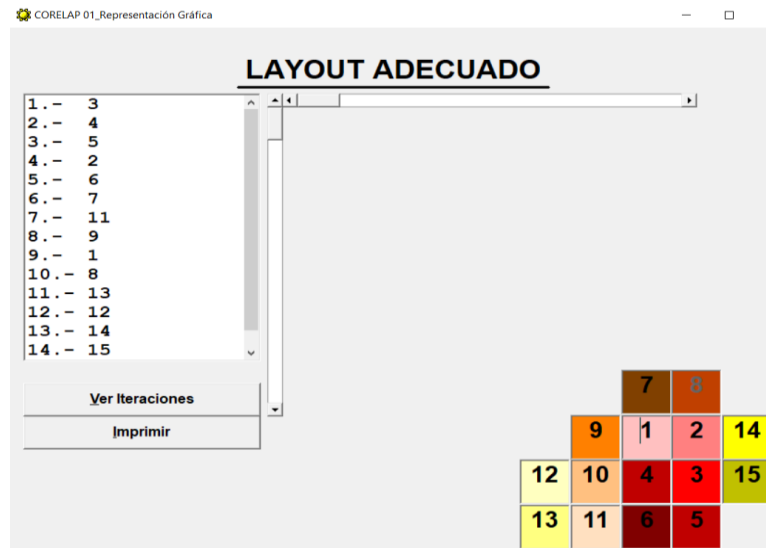 CORELAP 01_Representación Gráfica
LAYOUT ADECUADO
1.- 3
2.- 4
3.- 5
4.- 2
5.- 6
6.- 7
7.- 11
8.- 9
9.- 1
10.- 8
11.- 13
12.- 12
13.- 14
14.- 15
Ver Iteraciones
Imprimir
7 8
9 1 2 14
12 10 4 3 15
13 11 6 5